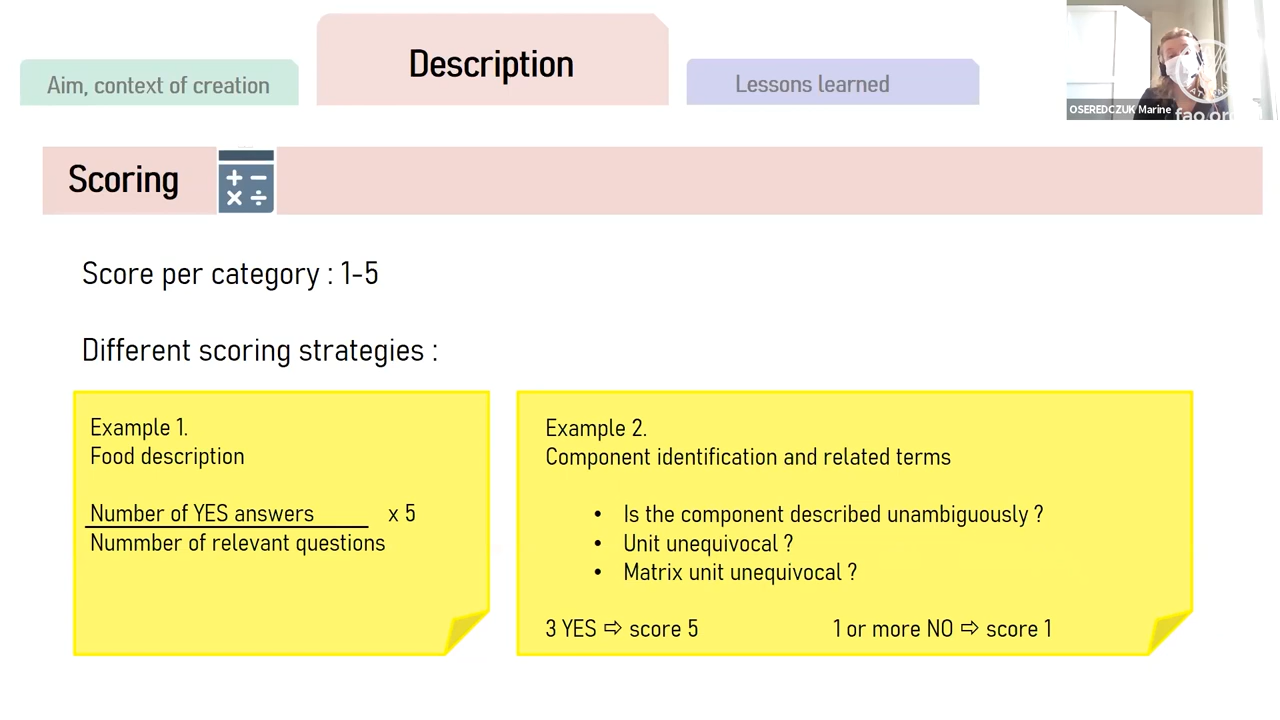 Aim, context of creation
Description
Lessons learned
OSEREDCZUK Marine
fao.org
Scoring
Score per category : 1-5
Different scoring strategies :
Example 1.
Food description
Number of YES answers x 5
Nummber of relevant questions
Example 2.
Component identification and related terms
• Is the component described unambiguously ?
• Unit unequivocal ?
• Matrix unit unequivocal ?
3 YES ⇨ score 5 1 or more NO ⇨ score 1